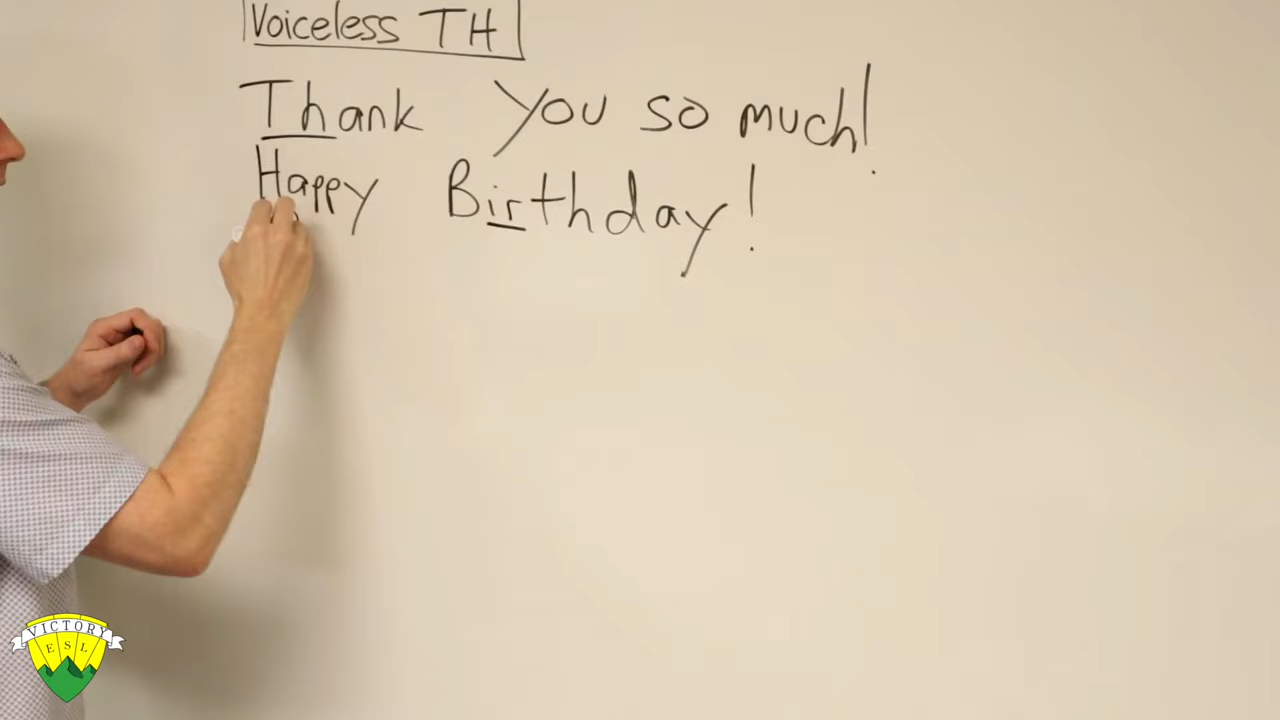 Voiceless TH
Thank you so much!
Happy Birthday!
VICTORY
ESL